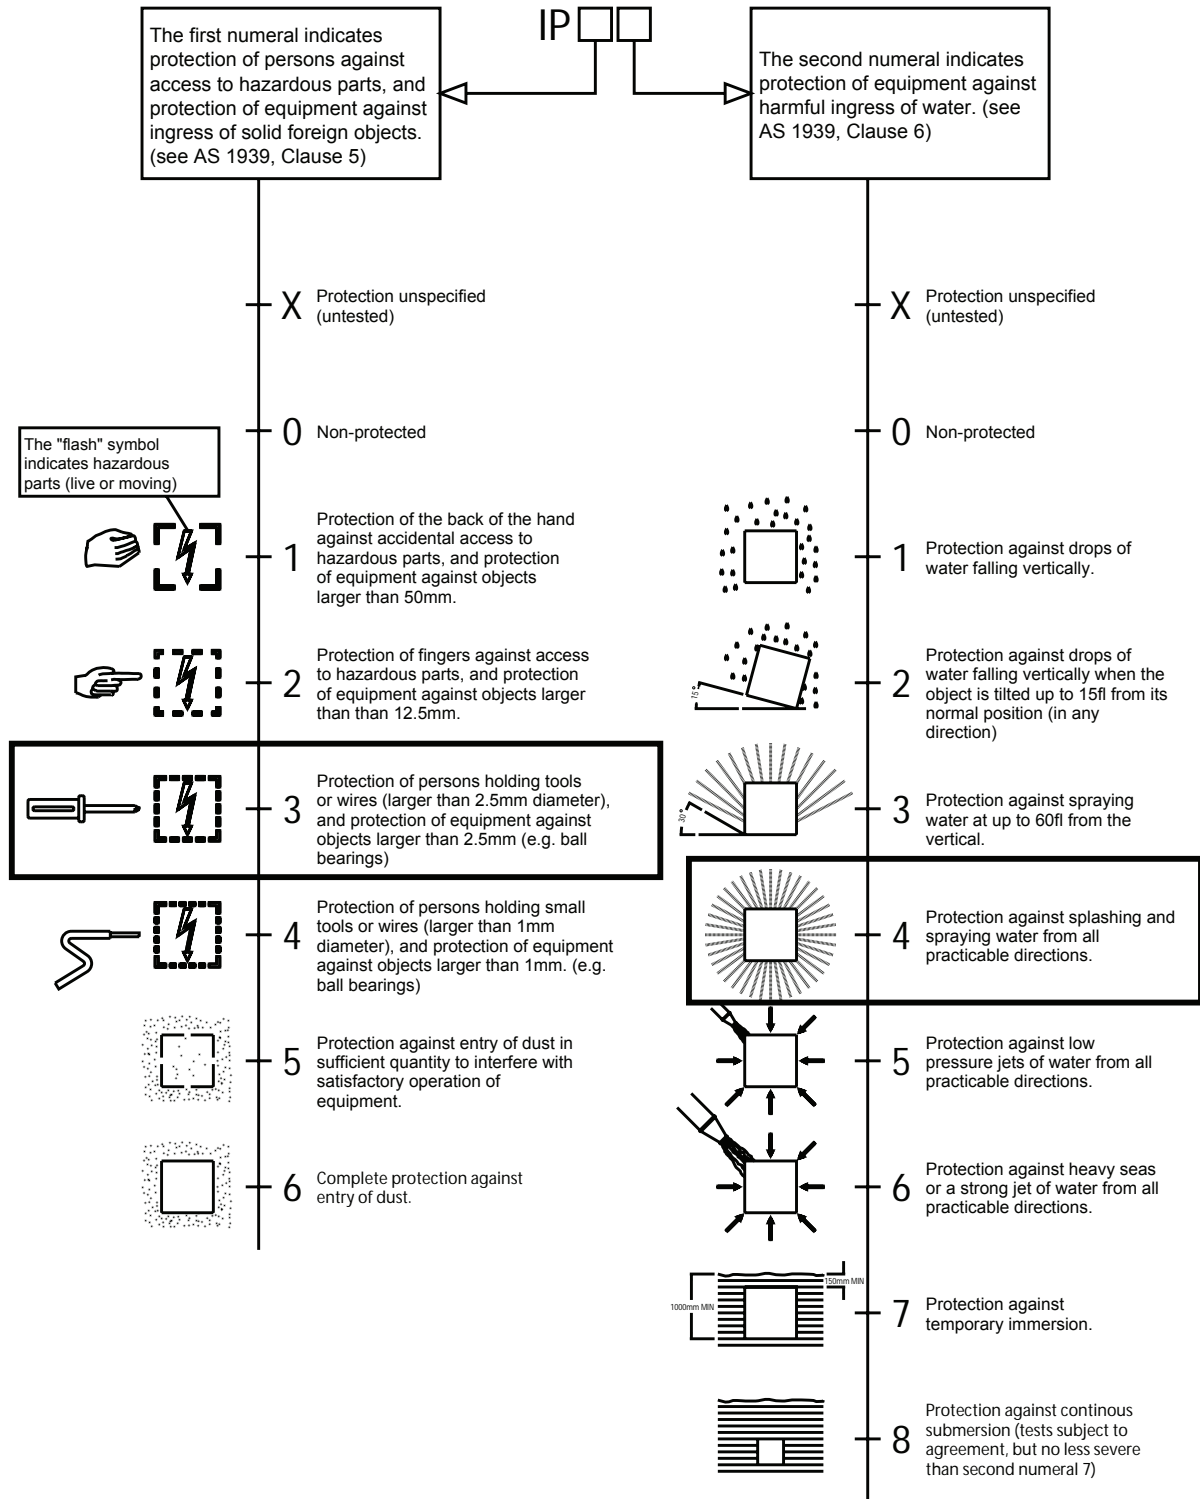 IP
The first numeral indicates
protection of persons against
access to hazardous parts, and
protection of equipment against
ingress of solid foreign objects.
(see AS 1939, Clause 5)
The second numeral indicates
protection of equipment against
harmful ingress of water. (see
AS 1939, Clause 6)
X
Protection unspecified
(untested)
0
Non-protected
The "flash" symbol
indicates hazardous
parts (live or moving)
1
Protection of the back of the hand
against accidental access to
hazardous parts, and protection
of equipment against objects
larger than 50mm.
2
Protection of fingers against access
to hazardous parts, and protection
of equipment against objects larger
than than 12.5mm.
3
Protection of persons holding tools
or wires (larger than 2.5mm diameter),
and protection of equipment against
objects larger than 2.5mm (e.g. ball
bearings)
4
Protection of persons holding small
tools or wires (larger than 1mm
diameter), and protection of equipment
against objects larger than 1mm. (e.g.
ball bearings)
5
Protection against entry of dust in
sufficient quantity to interfere with
satisfactory operation of
equipment.
6
Complete protection against
entry of dust.
X
Protection unspecified
(untested)
0
Non-protected
1
Protection against drops of
water falling vertically.
15°
2
Protection against drops of
water falling vertically when the
object is tilted up to 15fl from its
normal position (in any
direction)
30°
3
Protection against spraying
water at up to 60fl from the
vertical.
4
Protection against splashing and
spraying water from all
practicable directions.
5
Protection against low
pressure jets of water from all
practicable directions.
6
Protection against heavy seas
or a strong jet of water from all
practicable directions.
150mm MIN
1000mm MIN
7
Protection against
temporary immersion.
8
Protection against continous
submersion (tests subject to
agreement, but no less severe
than second numeral 7)